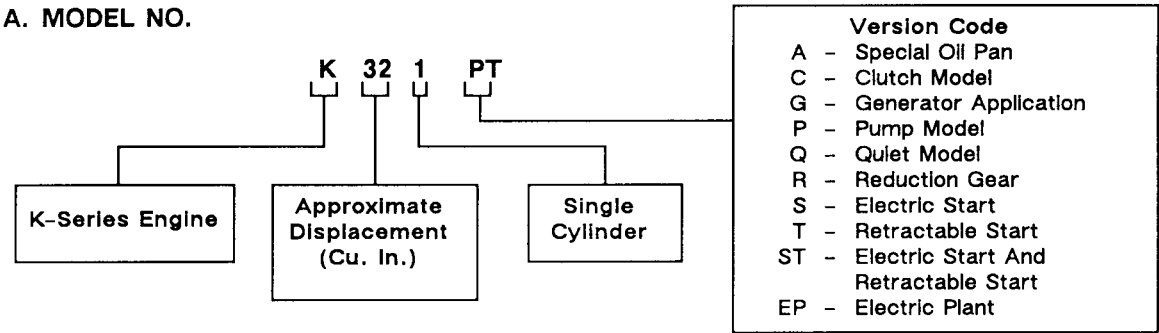 A. MODEL NO.
K 32 1 PT
K-Series Engine
Approximate
Displacement
(Cu. In.)
Single
Cylinder
Version Code
A - Special Oil Pan
C - Clutch Model
G - Generator Application
P - Pump Model
Q - Quiet Model
R - Reduction Gear
S - Electric Start
T - Retractable Start
ST - Electric Start And
Retractable Start
EP - Electric Plant